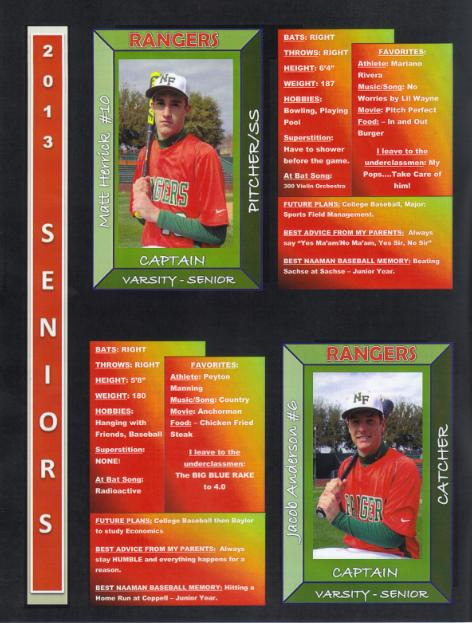 2013 SENIORS
RANGERS
NF
RANGERS
Matt Herrick #10
PITCHER/SS
CAPTAIN
VARSITY - SENIOR
BATS: RIGHT
THROWS: RIGHT
HEIGHT: 6'4"
WEIGHT: 187
HOBBIES:
Bowling, Playing
Pool
Superstition:
Have to shower
before the game.
At Bat Song:
300 Violin Orchestra
FAVORITES:
Athlete: Mariano
Rivera
Music/Song: No
Worries by Lil Wayne
Movie: Pitch Perfect
Food: – In and Out
Burger
I leave to the
underclassmen: My
Pops....Take Care of
him!
FUTURE PLANS: College Baseball, Major:
Sports Field Management.
BEST ADVICE FROM MY PARENTS: Always
say "Yes Ma'am/No Ma'am, Yes Sir, No Sir"
BEST NAAMAN BASEBALL MEMORY: Beating
Sachse at Sachse – Junior Year.
BATS: RIGHT
THROWS: RIGHT
HEIGHT: 5'8"
WEIGHT: 180
HOBBIES:
Hanging with
Friends, Baseball
Superstition:
NONE!
At Bat Song:
Radioactive
FAVORITES:
Athlete: Peyton
Manning
Music/Song: Country
Movie: Anchorman
Food: – Chicken Fried
Steak
I leave to the
underclassmen:
The BIG BLUE RAKE
to 4.0
FUTURE PLANS: College Baseball then Baylor
to study Economics
BEST ADVICE FROM MY PARENTS: Always
stay HUMBLE and everything happens for a
reason.
BEST NAAMAN BASEBALL MEMORY: Hitting a
Home Run at Coppell – Junior Year.
RANGERS
NF
RANGER
Jacob Anderson #6
CATCHER
CAPTAIN
VARSITY - SENIOR